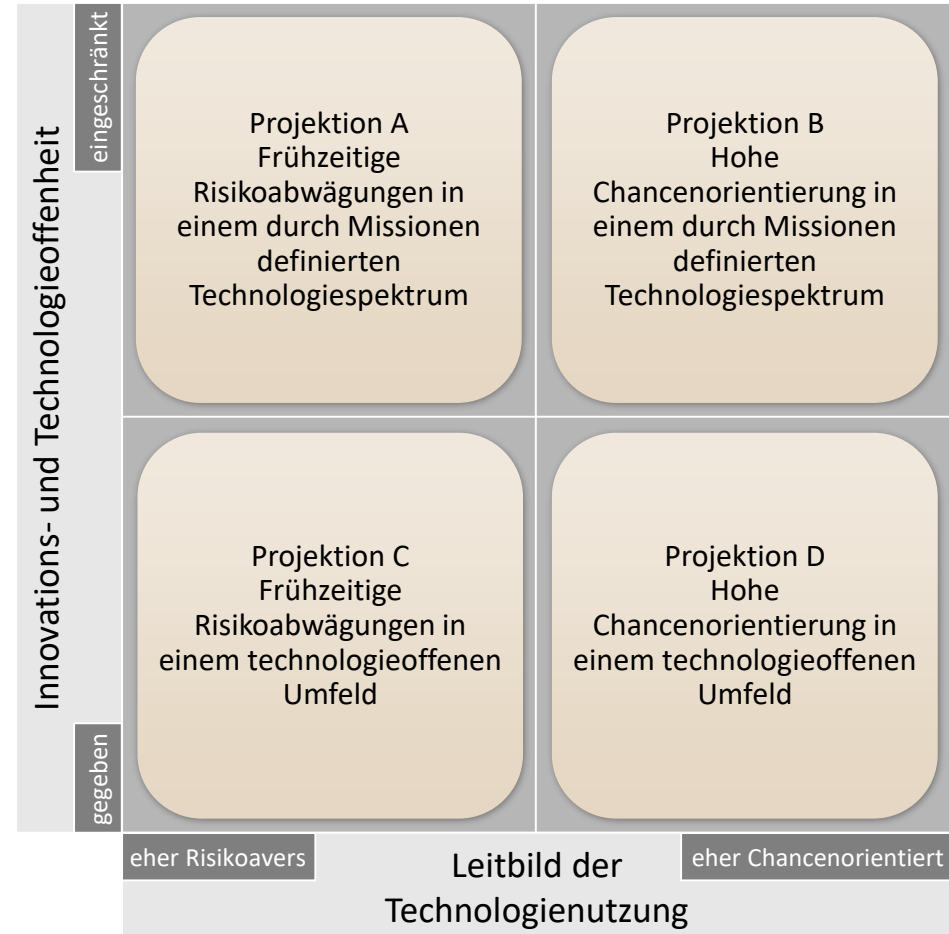 Innovations- und Technologieoffenheit
eingeschränkt
gegeben
Projektion A
Frühzeitige
Risikoabwägungen in
einem durch Missionen
definierten
Technologiespektrum
Projektion B
Hohe
Chancenorientierung in
einem durch Missionen
definierten
Technologiespektrum
Projektion C
Frühzeitige
Risikoabwägungen in
einem technologieoffenen
Umfeld
Projektion D
Hohe
Chancenorientierung in
einem technologieoffenen
Umfeld
eher Risikoavers
Leitbild der
Technologienutzung
eher Chancenorientiert